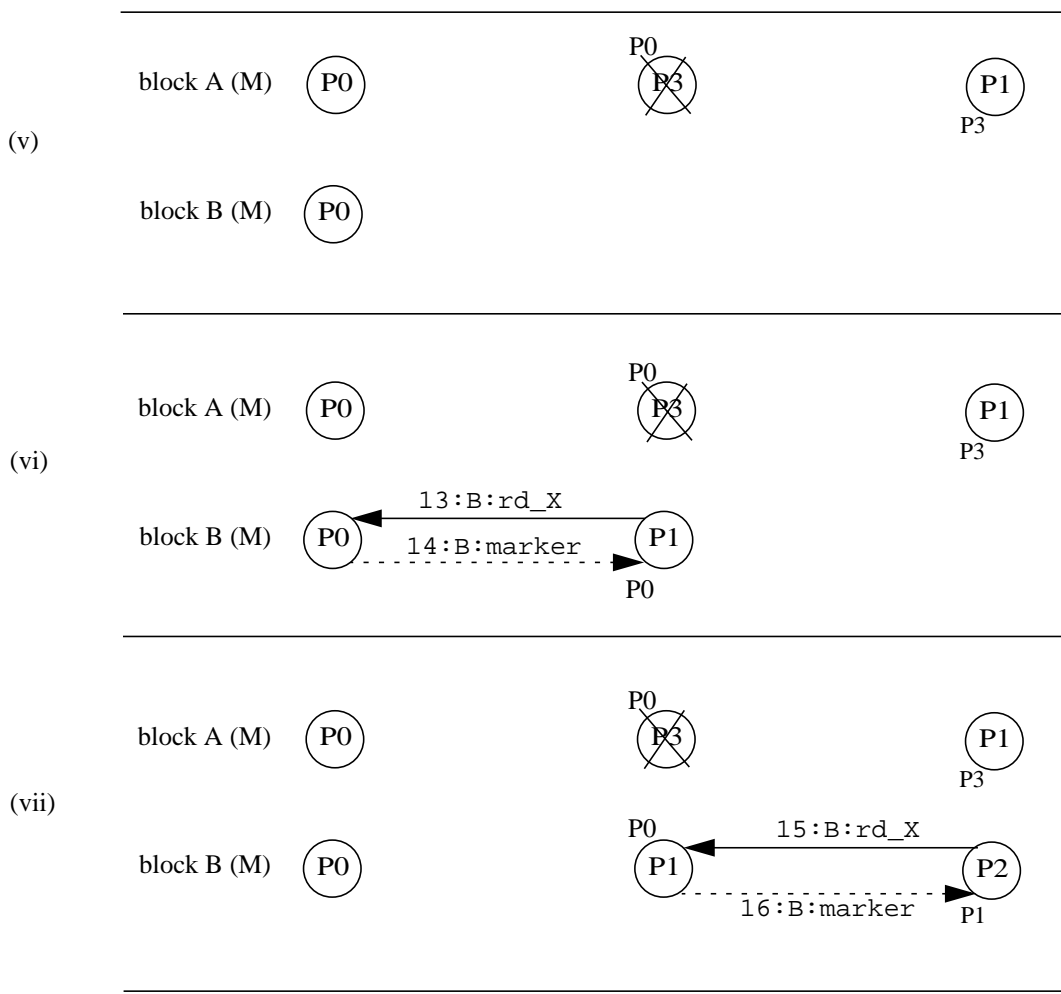 P0
block A (M) P0 P3 P1
P3
(v)
block B (M) P0
P0
block A (M) P0 P3 P1
P3
(vi)
13:B:rd_X
block B (M) P0 P1
14:B:marker
P0
P0
block A (M) P0 P3 P1
P3
(vii)
P0 15:B:rd_X
block B (M) P0 P1 P2
16:B:marker P1